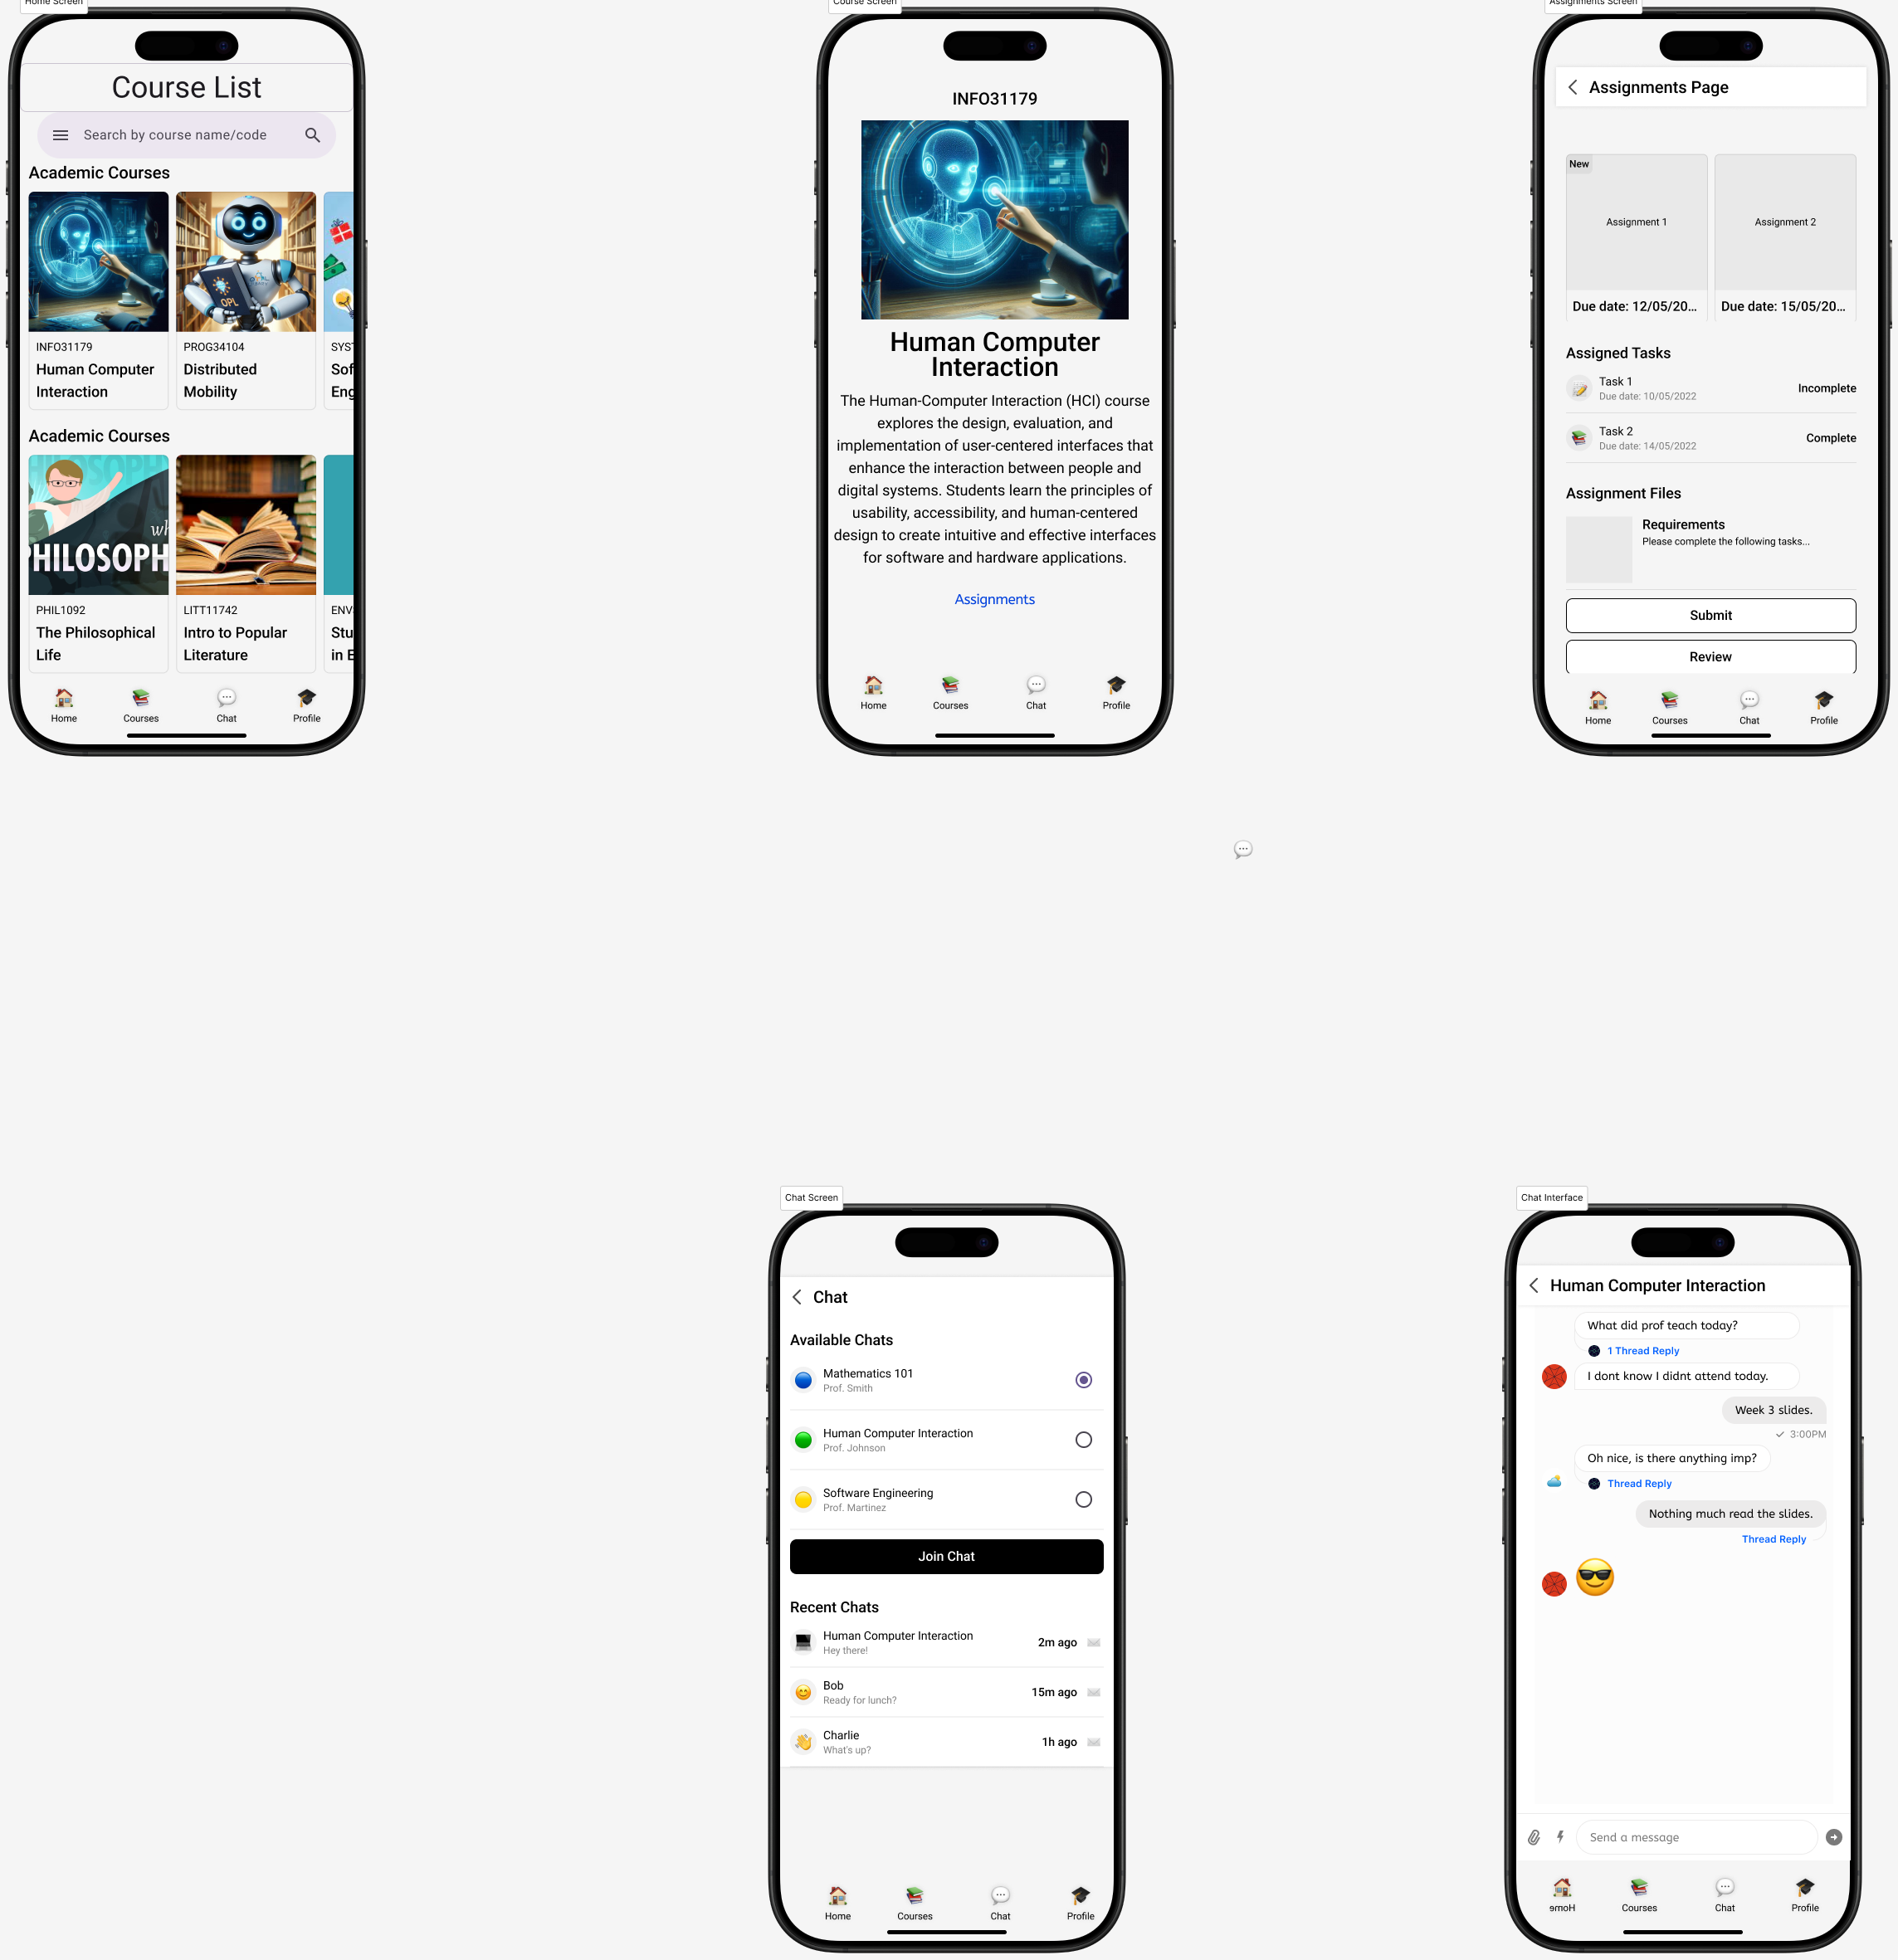 Home Screen
Course List
Search by course name/code
Academic Courses
INFO31179
Human Computer
Interaction
OPL
PROG34104
Distributed
Mobility
SYST
Sof
Eng
Academic Courses
PHILOSOPH
wh
PHIL1092
The Philosophical
Life
LITT11742
Intro to Popular
Literature
ENV
Stu
in E
Home
Courses
Chat
Profile
Course Screen
INFO31179
Human Computer
Interaction
The Human-Computer Interaction (HCI) course
explores the design, evaluation, and
implementation of user-centered interfaces that
enhance the interaction between people and
digital systems. Students learn the principles of
usability, accessibility, and human-centered
design to create intuitive and effective interfaces
for software and hardware applications.
Assignments
Home
Courses
Chat
Profile
Assignments Screen
Assignments Page
New
Assignment 1
Due date: 12/05/20...
Assignment 2
Due date: 15/05/20...
Assigned Tasks
Task 1
Due date: 10/05/2022
Incomplete
Task 2
Due date: 14/05/2022
Complete
Assignment Files
Requirements
Please complete the following tasks...
Submit
Review
Home
Courses
Chat
Profile
Chat Screen
Chat
Available Chats
Mathematics 101
Prof. Smith
Human Computer Interaction
Prof. Johnson
Software Engineering
Prof. Martinez
Join Chat
Recent Chats
Human Computer Interaction
Hey there!
2m ago
Bob
Ready for lunch?
15m ago
Charlie
What's up?
1h ago
Home
Courses
Chat
Profile
Chat Interface
Human Computer Interaction
What did prof teach today?
1 Thread Reply
I dont know I didnt attend today.
Week 3 slides.
3:00PM
Oh nice, is there anything imp?
Thread Reply
Nothing much read the slides.
Thread Reply
Send a message
Home
Courses
Chat
Profile